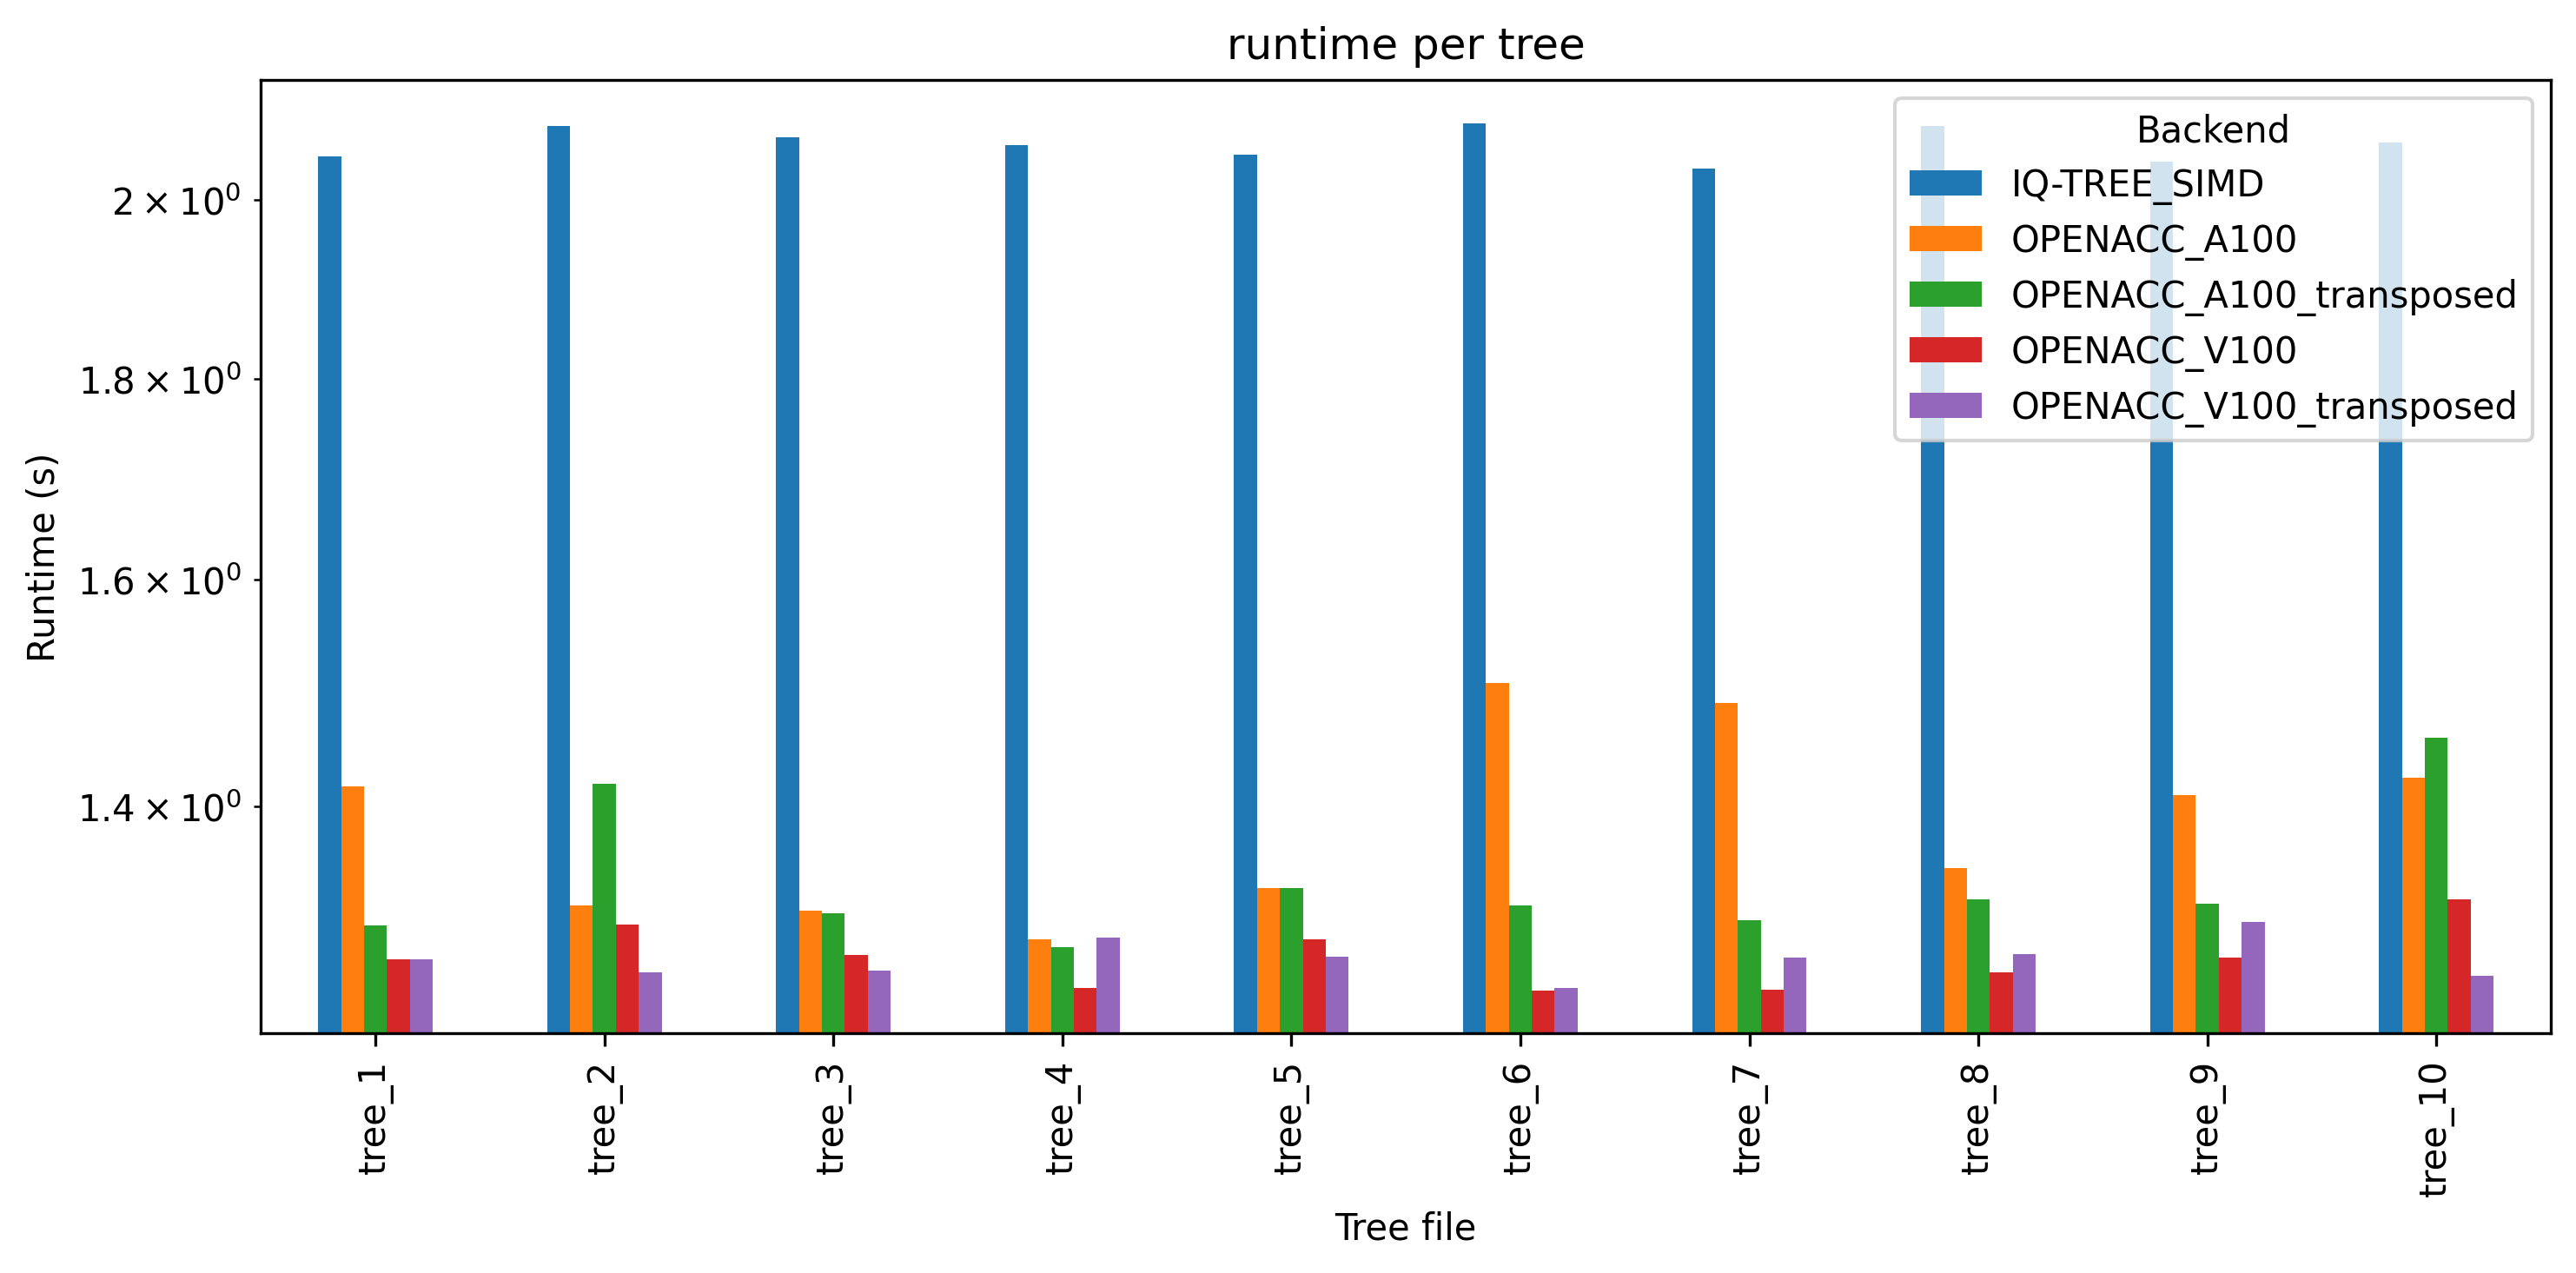 runtime per tree
Backend
IQ-TREE_SIMD
OPENACC_A100
OPENACC_A100_transposed
OPENACC_V100
OPENACC_V100_transposed
Runtime (s)
2 × 10⁰
1.8 × 10⁰
1.6 × 10⁰
1.4 × 10⁰
tree_1
tree_2
tree_3
tree_4
tree_5
tree_6
tree_7
tree_8
tree_9
tree_10
Tree file